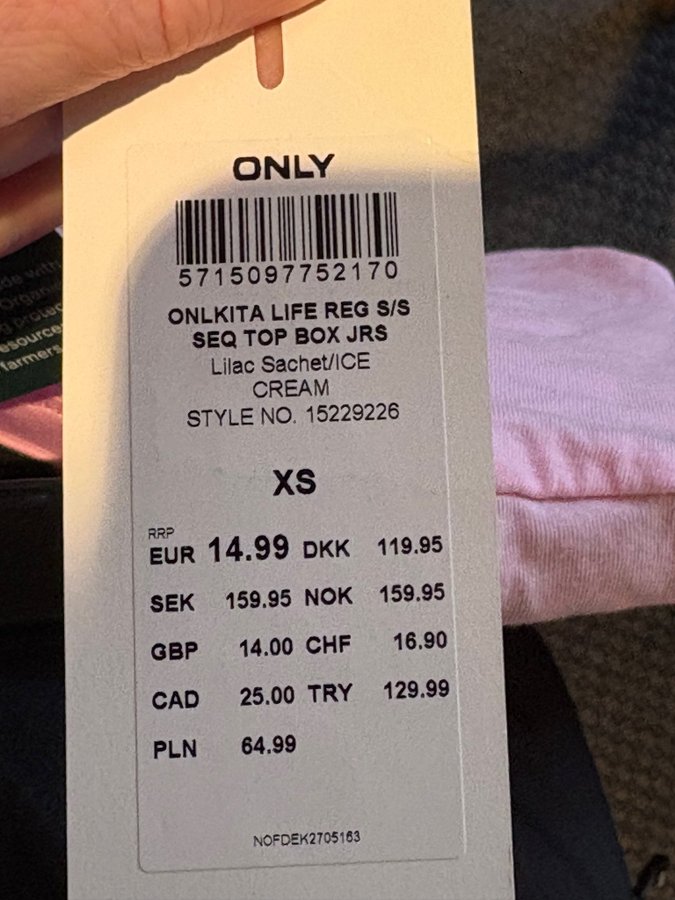 ONLY
5715097752170
ONLKITA LIFE REG S/S
SEQ TOP BOX JRS
Lilac Sachet/ICE
CREAM
STYLE NO. 15229226
XS
RRP
EUR 14.99 DKK 119.95
SEK 159.95 NOK 159.95
GBP 14.00 CHF 16.90
CAD 25.00 TRY 129.99
PLN 64.99
NOFDEK2705163
farmers